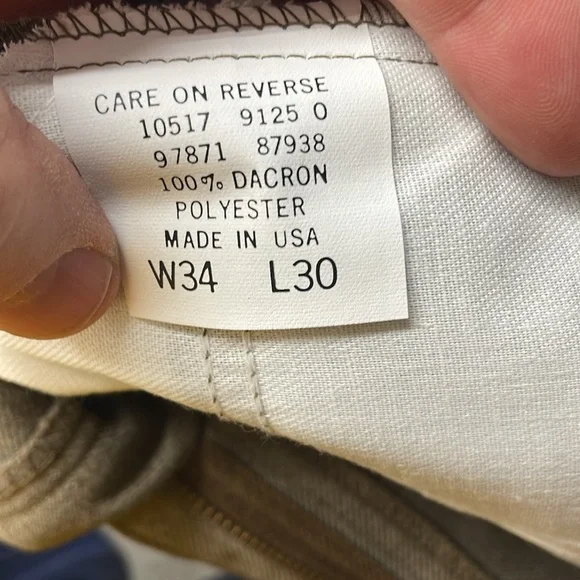 CARE ON REVERSE
10517 9125 0
97871 87938
100% DACRON
POLYESTER
MADE IN USA
W34 L30